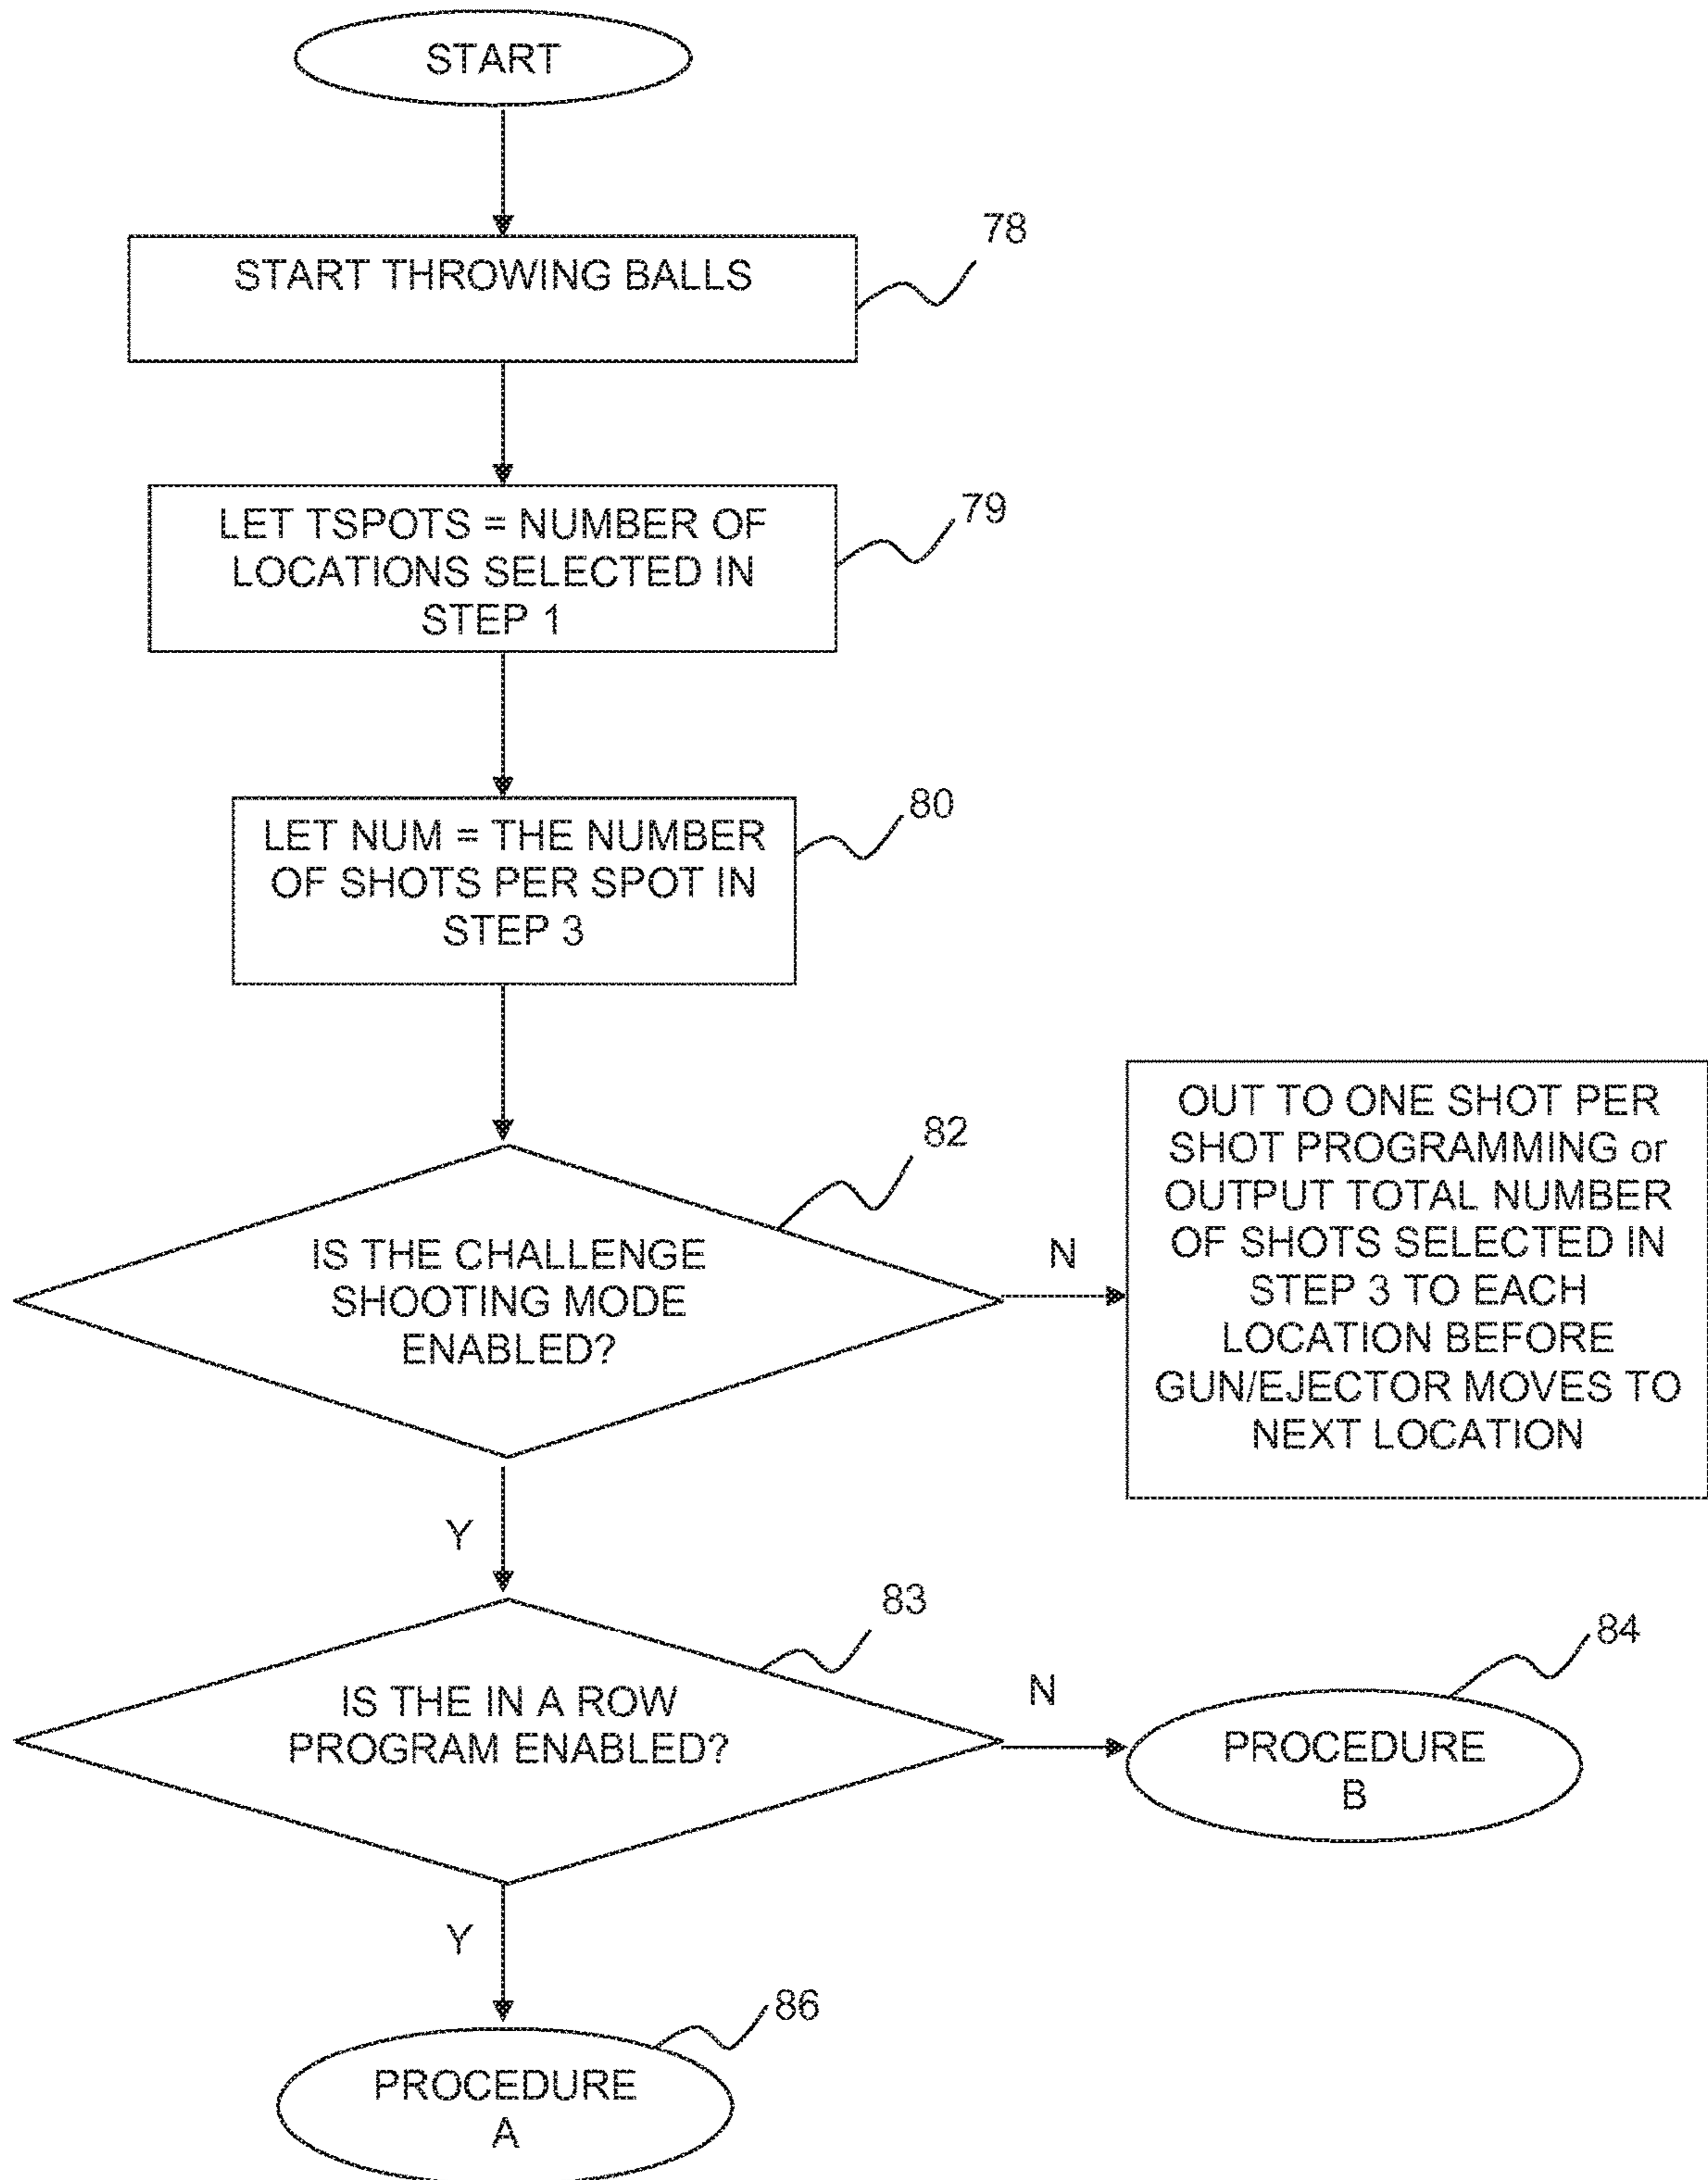 START
78
START THROWING BALLS
79
LET TSPOTS = NUMBER OF
LOCATIONS SELECTED IN
STEP 1
80
LET NUM = THE NUMBER
OF SHOTS PER SPOT IN
STEP 3
82
IS THE CHALLENGE
SHOOTING MODE
ENABLED?
N
OUT TO ONE SHOT PER
SHOT PROGRAMMING or
OUTPUT TOTAL NUMBER
OF SHOTS SELECTED IN
STEP 3 TO EACH
LOCATION BEFORE
GUN/EJECTOR MOVES TO
NEXT LOCATION
Y
83
IS THE IN A ROW
PROGRAM ENABLED?
N
84
PROCEDURE
B
Y
86
PROCEDURE
A